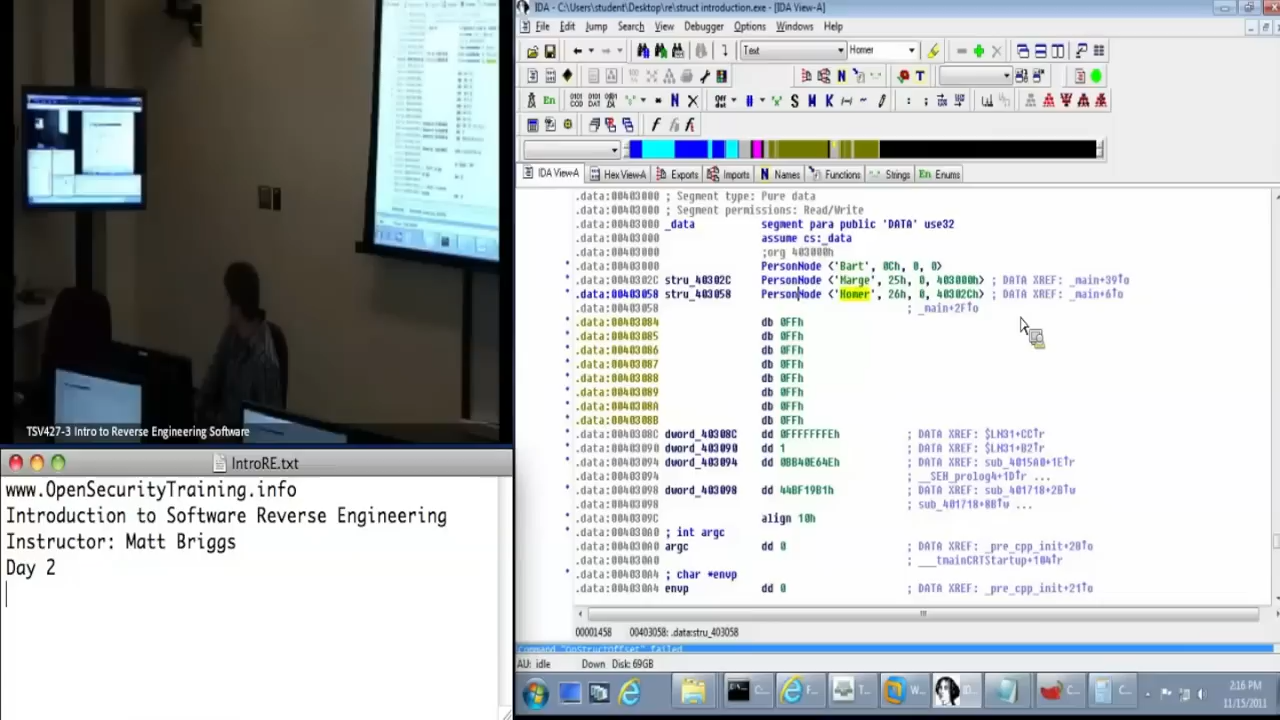 TSV427-3 Intro to Reverse Engineering Software
IntroRE.txt
www.OpenSecurityTraining.info
Introduction to Software Reverse Engineering
Instructor: Matt Briggs
Day 2
IDA - C:\Users\student\Desktop\re\struct introduction.exe - [IDA View-A]
File Edit Jump Search View Debugger Options Windows Help
Text Homer
IDA View-A Hex View-A Exports Imports Names Functions Strings Enums
.data:00403000 ; Segment type: Pure data
.data:00403000 ; Segment permissions: Read/Write
.data:00403000 _data segment para public 'DATA' use32
.data:00403000 assume cs:_data
.data:00403000 ;org 403000h
.data:00403000 PersonNode <'Bart', 0Ch, 0, 0>
.data:0040302C stru_40302C PersonNode <'Marge', 25h, 0, 403000h> ; DATA XREF: _main+39↑o
.data:00403058 stru_403058 PersonNode <'Homer', 26h, 0, 40302Ch> ; DATA XREF: _main+6↑o
.data:00403058 ; _main+2F↑o
.data:00403084 db 0FFh
.data:00403085 db 0FFh
.data:00403086 db 0FFh
.data:00403087 db 0FFh
.data:00403088 db 0FFh
.data:00403089 db 0FFh
.data:0040308A db 0FFh
.data:0040308B db 0FFh
.data:0040308C dword_40308C dd 0FFFFFFFEh ; DATA XREF: $LN31+CC↑r
.data:00403090 dword_403090 dd 1 ; DATA XREF: $LN31+B2↑r
.data:00403094 dword_403094 dd 0BB40E64Eh ; DATA XREF: sub_4015A0+1E↑r
.data:00403094 ; __SEH_prolog4+1D↑r ...
.data:00403098 dword_403098 dd 44BF19B1h ; DATA XREF: sub_401718+2B↑w
.data:00403098 ; sub_401718+8B↑w ...
.data:0040309C align 10h
.data:004030A0 ; int argc
.data:004030A0 argc dd 0 ; DATA XREF: _pre_cpp_init+20↑o
.data:004030A0 ; ___tmainCRTStartup+104↑r
.data:004030A4 ; char *envp
.data:004030A4 envp dd 0 ; DATA XREF: _pre_cpp_init+21↑o
00001458 00403058: .data:stru_403058
AU: idle Down Disk: 69GB
2:16 PM
11/15/2011